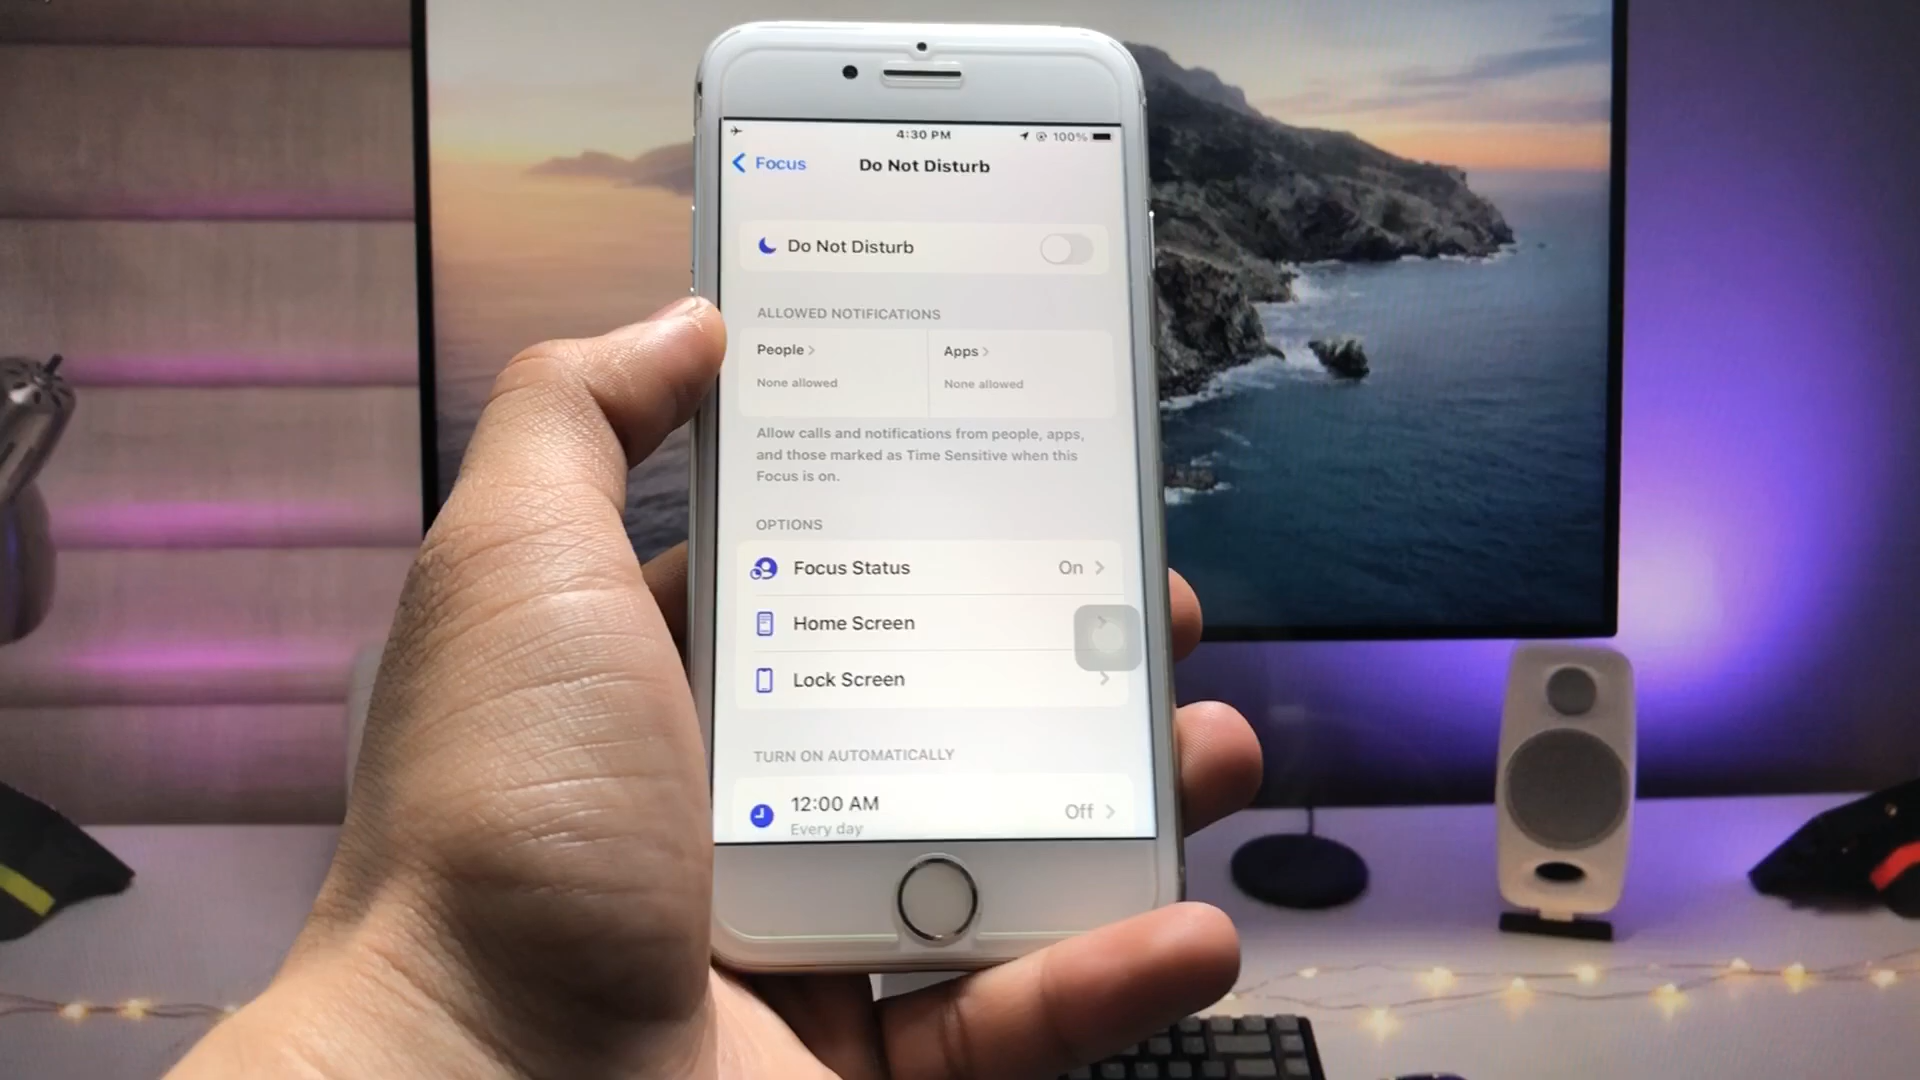 4:30 PM
100%
Focus
Do Not Disturb
Do Not Disturb
ALLOWED NOTIFICATIONS
People
Apps
None allowed
None allowed
Allow calls and notifications from people, apps,
and those marked as Time Sensitive when this
Focus is on.
OPTIONS
Focus Status
On
Home Screen
Lock Screen
TURN ON AUTOMATICALLY
12:00 AM
Off
Every day